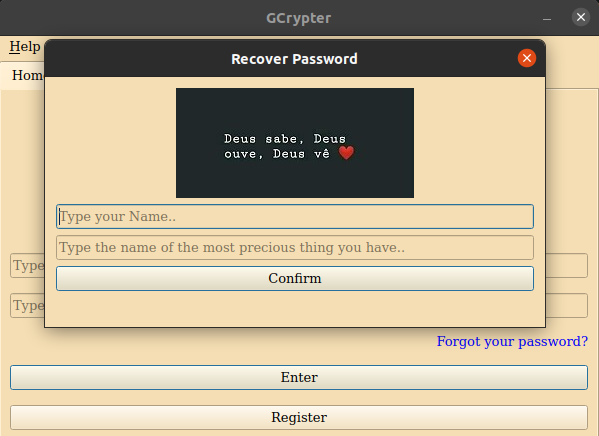 GCrypter
Help
Recover Password
Hom
Deus sabe, Deus
ouve, Deus vê ❤️
Type your Name..
Type the name of the most precious thing you have..
Confirm
Type
Type
Forgot your password?
Enter
Register